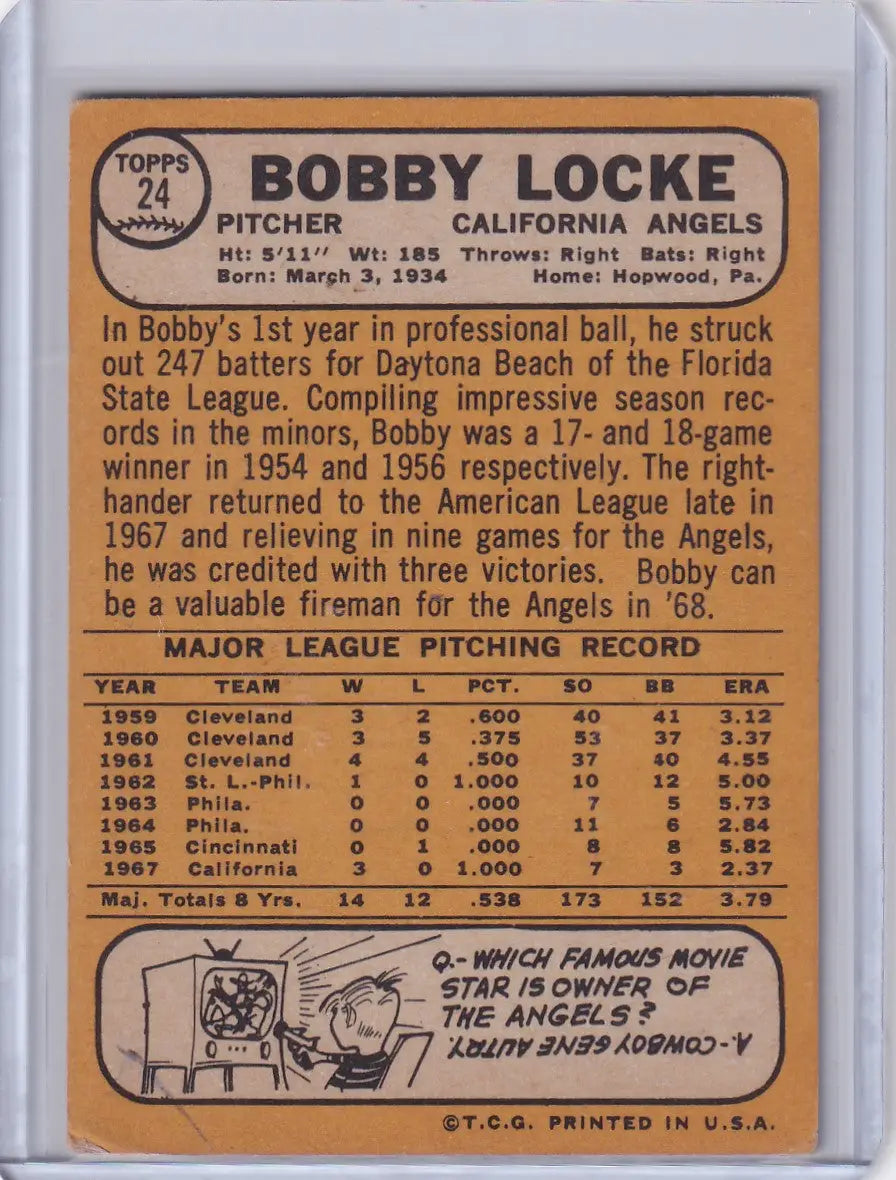 TOPPS
24
BOBBY LOCKE
PITCHER CALIFORNIA ANGELS
Ht: 5'11" Wt: 185 Throws: Right Bats: Right
Born: March 3, 1934 Home: Hopwood, Pa.
In Bobby's 1st year in professional ball, he struck
out 247 batters for Daytona Beach of the Florida
State League. Compiling impressive season rec-
ords in the minors, Bobby was a 17- and 18-game
winner in 1954 and 1956 respectively. The right-
hander returned to the American League late in
1967 and relieving in nine games for the Angels,
he was credited with three victories. Bobby can
be a valuable fireman for the Angels in '68.
MAJOR LEAGUE PITCHING RECORD
YEAR TEAM W L PCT. SO BB ERA
1959 Cleveland 3 2 .600 40 41 3.12
1960 Cleveland 3 5 .375 53 37 3.37
1961 Cleveland 4 4 .500 37 40 4.55
1962 St. L.-Phil. 1 0 1.000 10 12 5.00
1963 Phila. 0 0 .000 7 5 5.73
1964 Phila. 0 0 .000 11 6 2.84
1965 Cincinnati 0 1 .000 8 8 5.82
1967 California 3 0 1.000 7 3 2.37
Maj. Totals 8 Yrs. 14 12 .538 173 152 3.79
Q.- WHICH FAMOUS MOVIE
STAR IS OWNER OF
THE ANGELS?
A-COWBOY GENE AUTRY.
©T.C.G. PRINTED IN U.S.A.